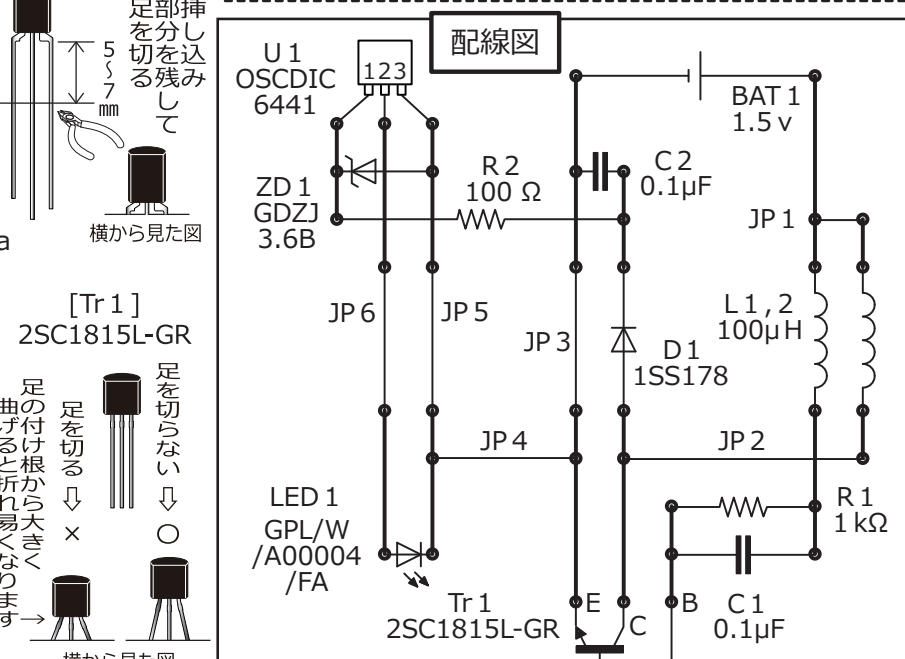 挿し込み
部分を残して
足を切る
5～7mm
横から見た図
a
[Tr1]
2SC1815L-GR
足を切らない⇨○
足を切る⇨×
足の付け根から大きく
曲げると折れ易くなります→
横から見た図
配線図
U1
OSCDIC
6441
123
BAT1
1.5v
R2
100 Ω
C2
0.1μF
ZD1
GDZJ
3.6B
JP1
JP6
JP5
JP3
L1,2
100μH
D1
1SS178
JP4
JP2
LED1
GPL/W
/A00004
/FA
R1
1kΩ
Tr1
2SC1815L-GR
E
C
B
C1
0.1μF